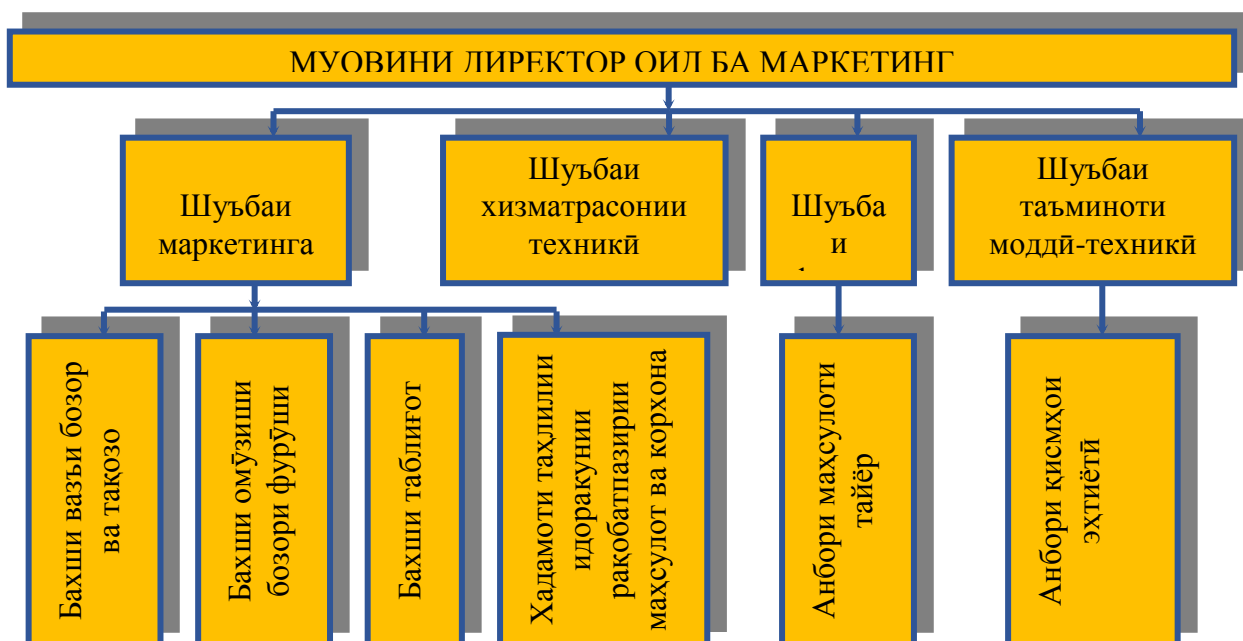 МУОВИНИ ДИРЕКТОР ОИД БА МАРКЕТИНГ
Шуъбаи
маркетинга
Шуъбаи
хизматрасонии
техникӣ
Шуъба
и
Шуъбаи
таъминоти
моддӣ-техникӣ
Бахши вазъи бозор
ва тақозо
Бахши омӯзиши
бозори фурӯши
Бахши таблиғот
Хадамоти таҳлилии
идоракунии
рақобатпазирии
маҳсулот ва корхона
Анбори маҳсулоти
тайёр
Анбори қисмҳои
эҳтиётӣ